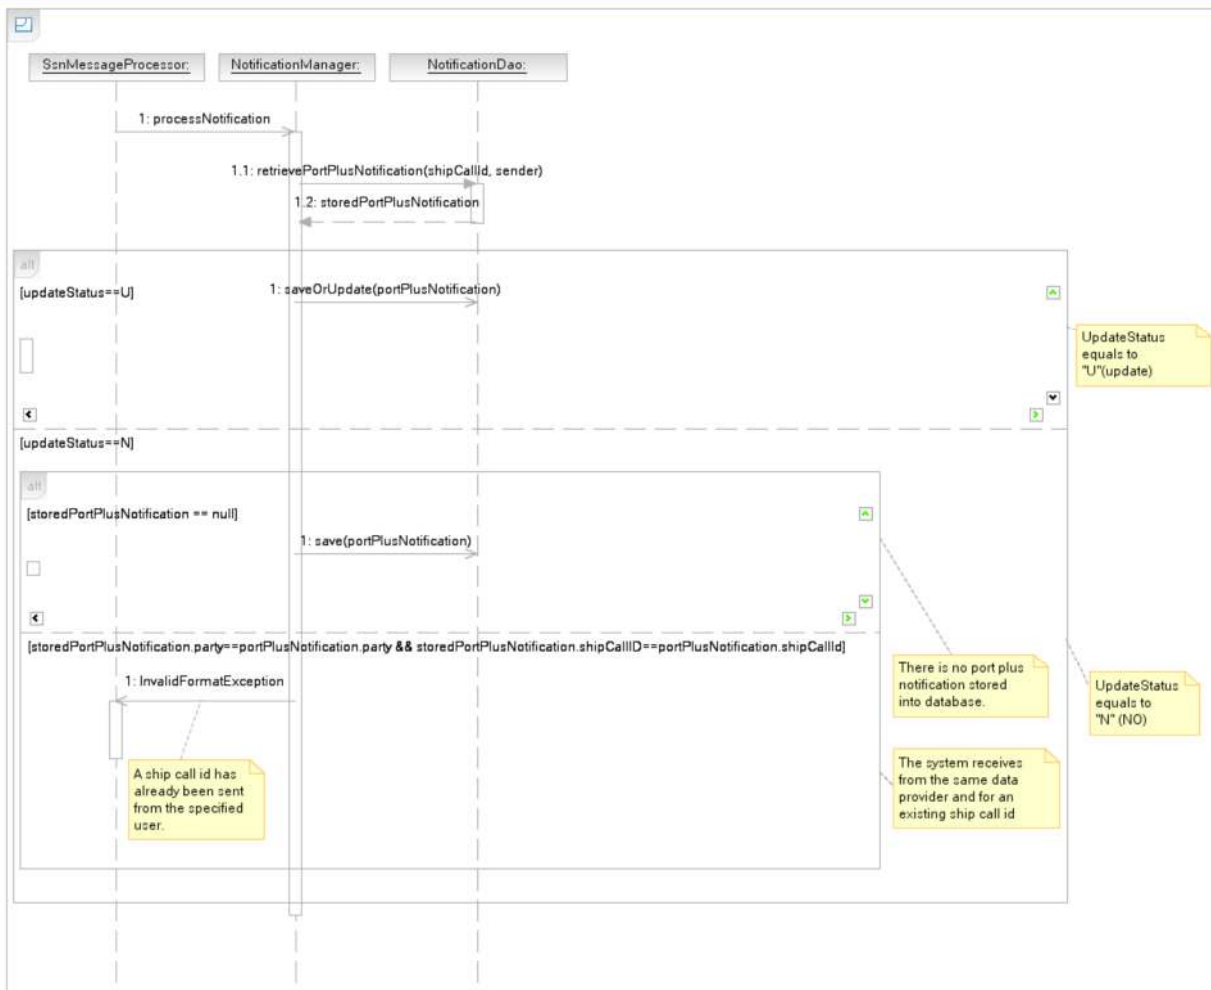 SsnMessageProcessor:
NotificationManager:
NotificationDao:
1: processNotification
1.1: retrievePortPlusNotification(shipCallId, sender)
1.2: storedPortPlusNotification
alt
[updateStatus==U]
1: saveOrUpdate(portPlusNotification)
UpdateStatus
equals to
"U"(update)
[updateStatus==N]
alt
[storedPortPlusNotification == null]
1: save(portPlusNotification)
[storedPortPlusNotification.party==portPlusNotification.party && storedPortPlusNotification.shipCallID==portPlusNotification.shipCallId]
There is no port plus
notification stored
into database.
UpdateStatus
equals to
"N" (NO)
1: InvalidFormatException
A ship call id has
already been sent
from the specified
user.
The system receives
from the same data
provider and for an
existing ship call id